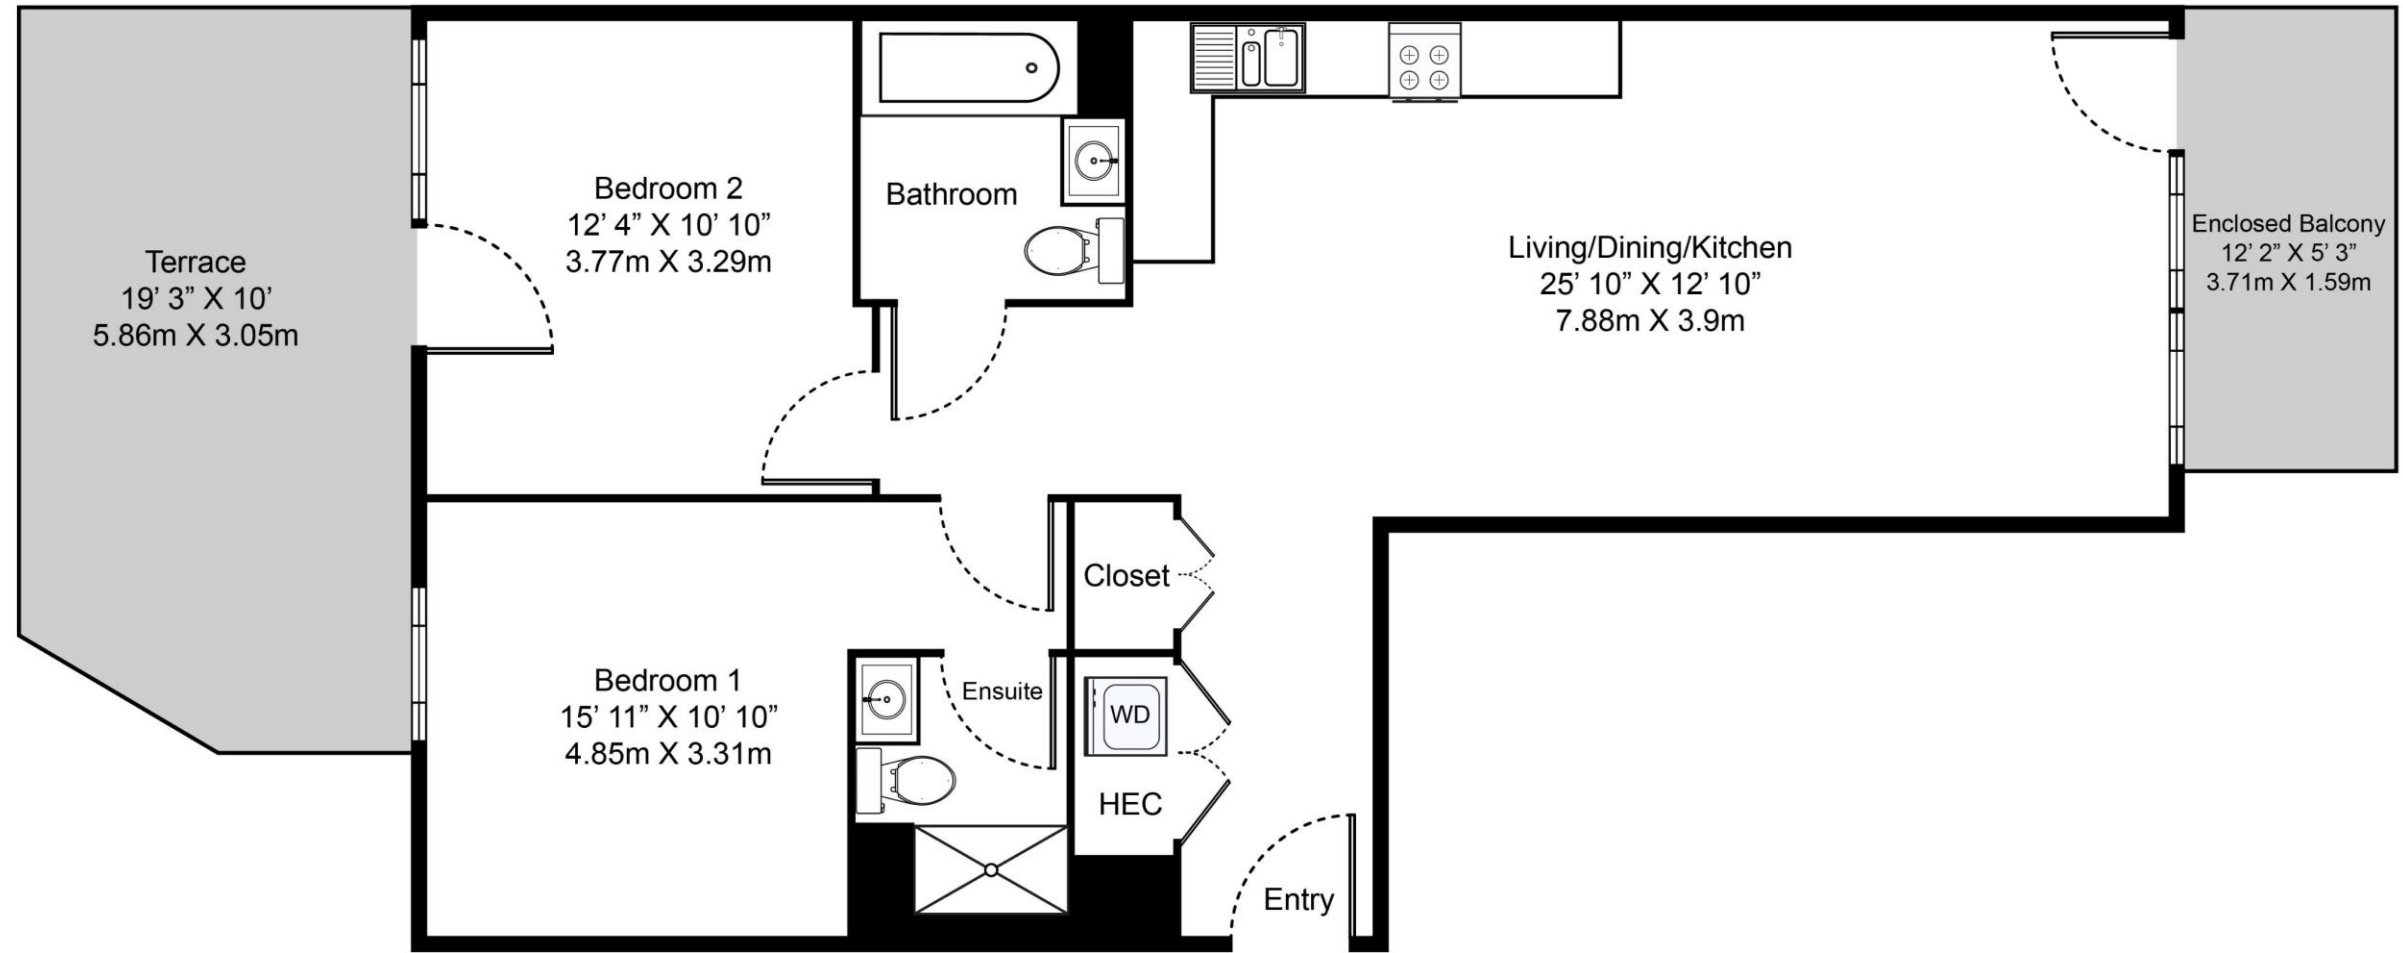 Terrace
19’ 3” X 10’
5.86m X 3.05m
Bedroom 2
12’ 4” X 10’ 10”
3.77m X 3.29m
Bathroom
Living/Dining/Kitchen
25’ 10” X 12’ 10”
7.88m X 3.9m
Enclosed Balcony
12’ 2” X 5’ 3”
3.71m X 1.59m
Bedroom 1
15’ 11” X 10’ 10”
4.85m X 3.31m
Ensuite
Closet
WD
HEC
Entry